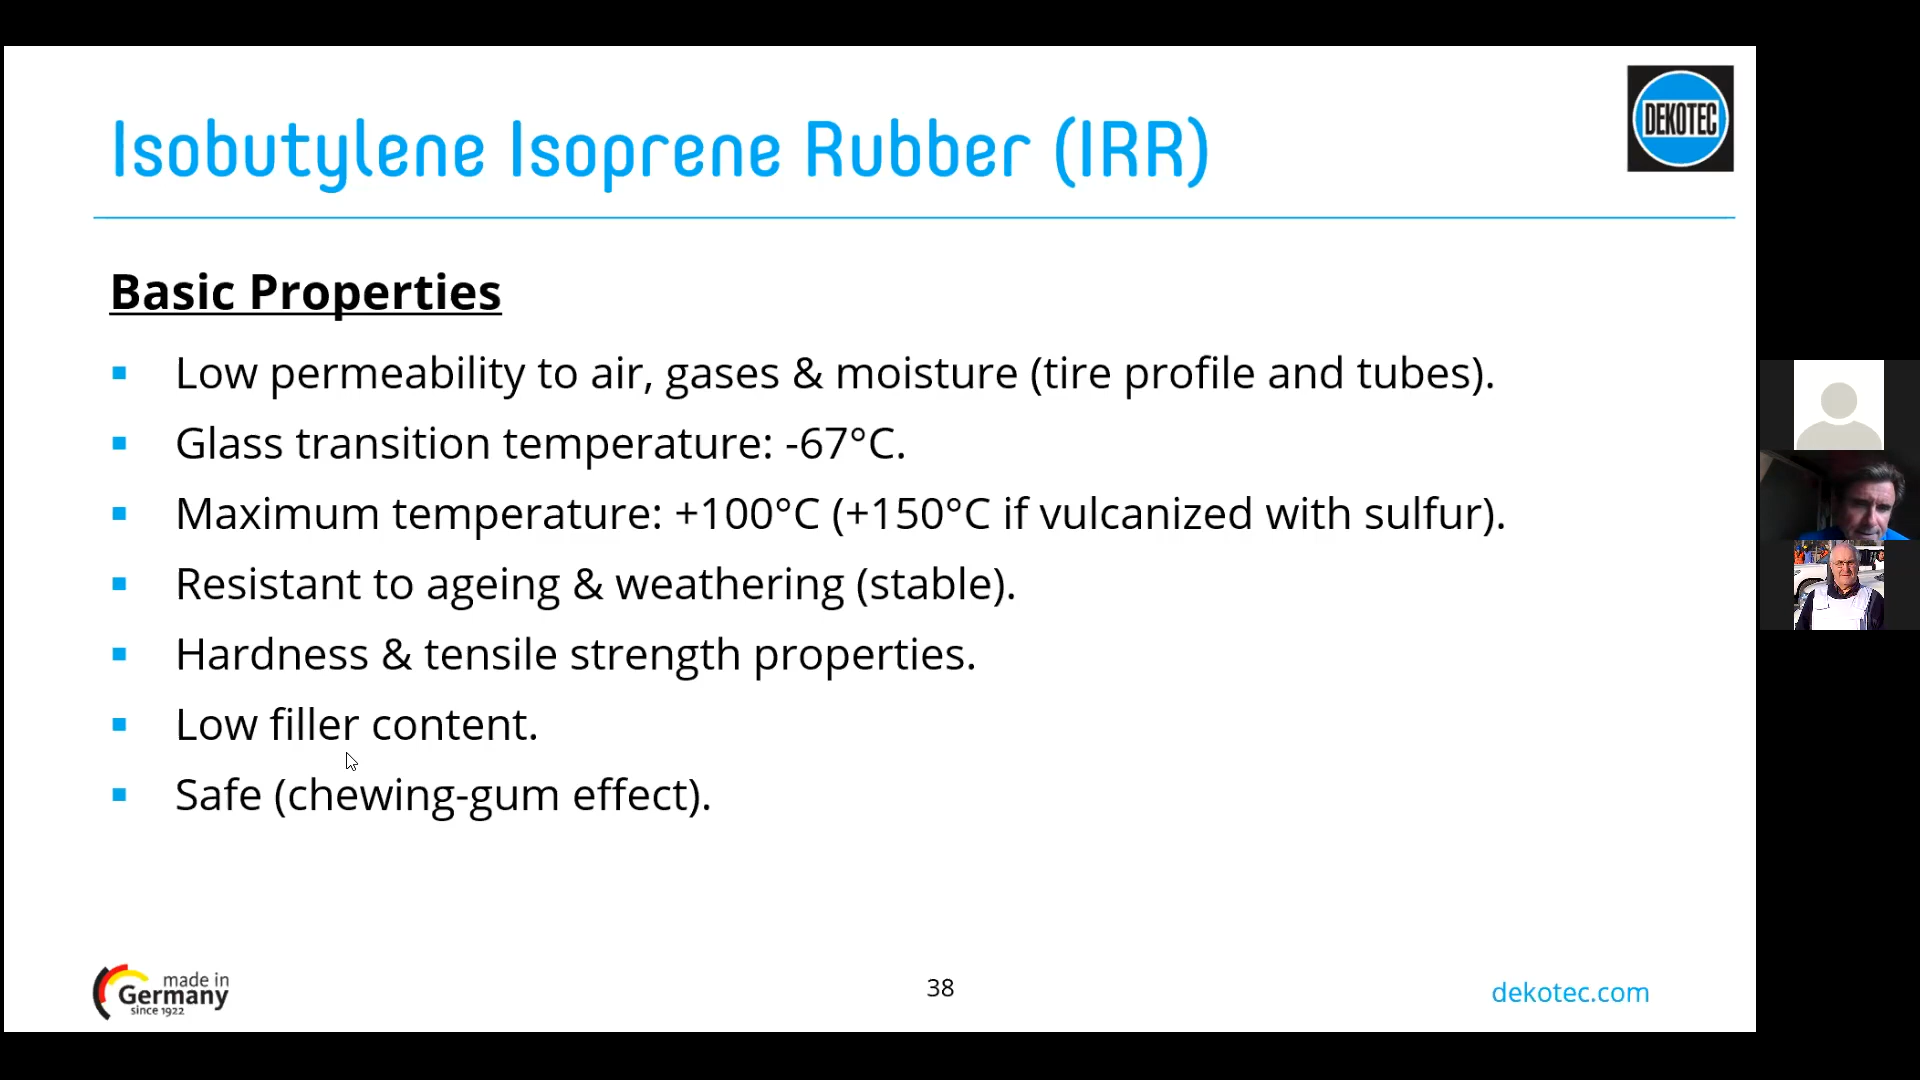 Isobutylene Isoprene Rubber (IRR)
DEKOTEC
Basic Properties
Low permeability to air, gases & moisture (tire profile and tubes).
Glass transition temperature: -67°C.
Maximum temperature: +100°C (+150°C if vulcanized with sulfur).
Resistant to ageing & weathering (stable).
Hardness & tensile strength properties.
Low filler content.
Safe (chewing-gum effect).
made in
Germany
since 1922
38
dekotec.com